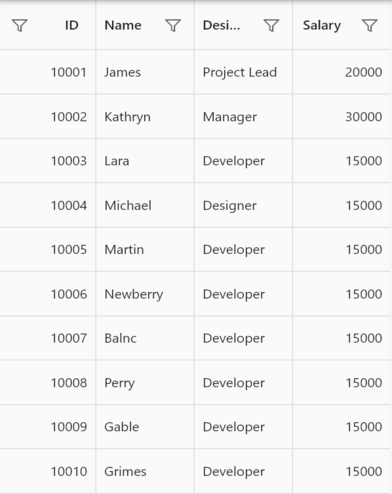 ID Name Desi... Salary
10001 James Project Lead 20000
10002 Kathryn Manager 30000
10003 Lara Developer 15000
10004 Michael Designer 15000
10005 Martin Developer 15000
10006 Newberry Developer 15000
10007 Balnc Developer 15000
10008 Perry Developer 15000
10009 Gable Developer 15000
10010 Grimes Developer 15000